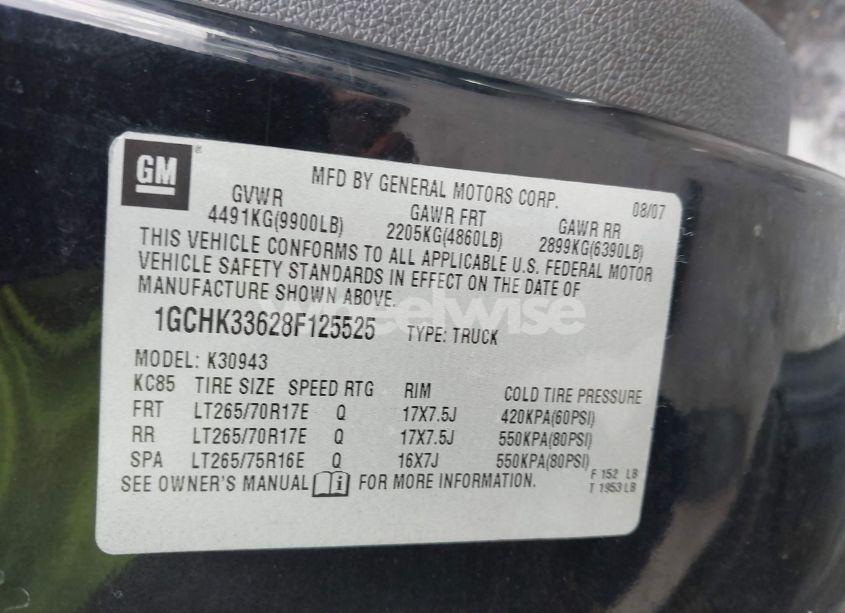 GM ®
MFD BY GENERAL MOTORS CORP. 08/07
GVWR GAWR FRT GAWR RR
4491KG(9900LB) 2205KG(4860LB) 2899KG(6390LB)
THIS VEHICLE CONFORMS TO ALL APPLICABLE U.S. FEDERAL MOTOR
VEHICLE SAFETY STANDARDS IN EFFECT ON THE DATE OF
MANUFACTURE SHOWN ABOVE.
wheelwise
1GCHK33628F125525 TYPE: TRUCK
MODEL: K30943
KC85 TIRE SIZE SPEED RTG RIM COLD TIRE PRESSURE
FRT LT265/70R17E Q 17X7.5J 420KPA(60PSI)
RR LT265/70R17E Q 17X7.5J 550KPA(80PSI)
SPA LT265/75R16E Q 16X7J 550KPA(80PSI)
SEE OWNER'S MANUAL i FOR MORE INFORMATION. F 152 LB
T 1953 LB